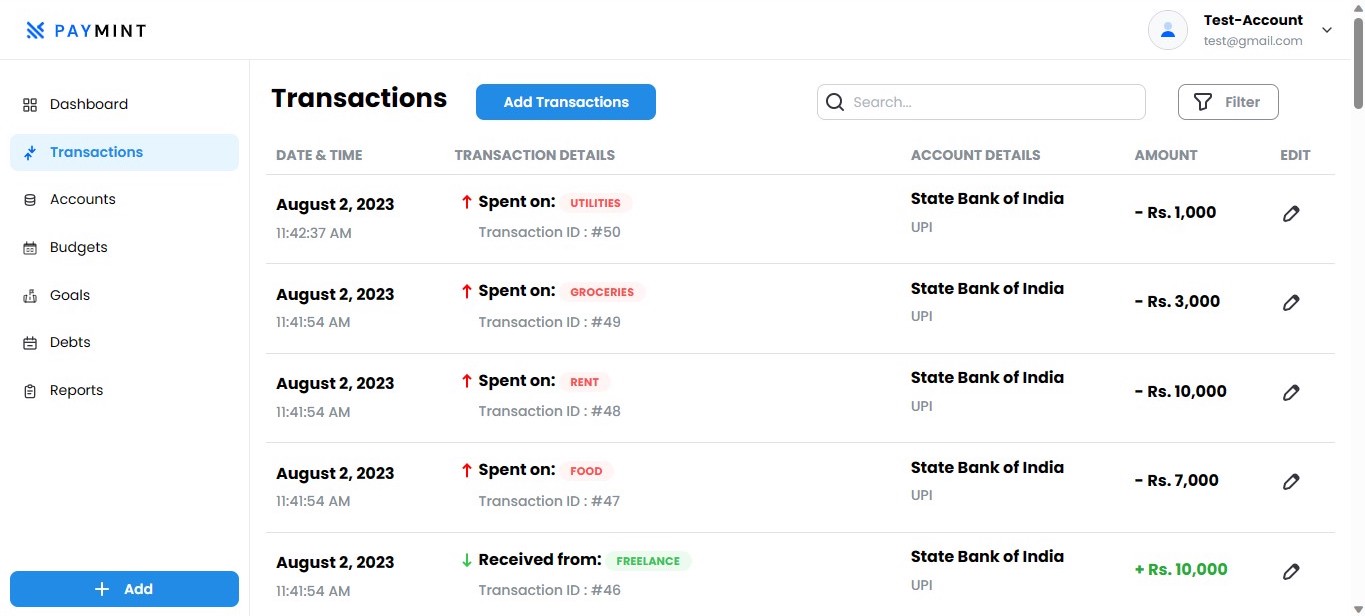 PAYMINT
Test-Account
test@gmail.com
Dashboard
Transactions
Accounts
Budgets
Goals
Debts
Reports
Add
Transactions
Add Transactions
Search...
Filter
DATE & TIME TRANSACTION DETAILS ACCOUNT DETAILS AMOUNT EDIT
August 2, 2023 Spent on: UTILITIES State Bank of India - Rs. 1,000
11:42:37 AM Transaction ID : #50 UPI
August 2, 2023 Spent on: GROCERIES State Bank of India - Rs. 3,000
11:41:54 AM Transaction ID : #49 UPI
August 2, 2023 Spent on: RENT State Bank of India - Rs. 10,000
11:41:54 AM Transaction ID : #48 UPI
August 2, 2023 Spent on: FOOD State Bank of India - Rs. 7,000
11:41:54 AM Transaction ID : #47 UPI
August 2, 2023 Received from: FREELANCE State Bank of India + Rs. 10,000
11:41:54 AM Transaction ID : #46 UPI